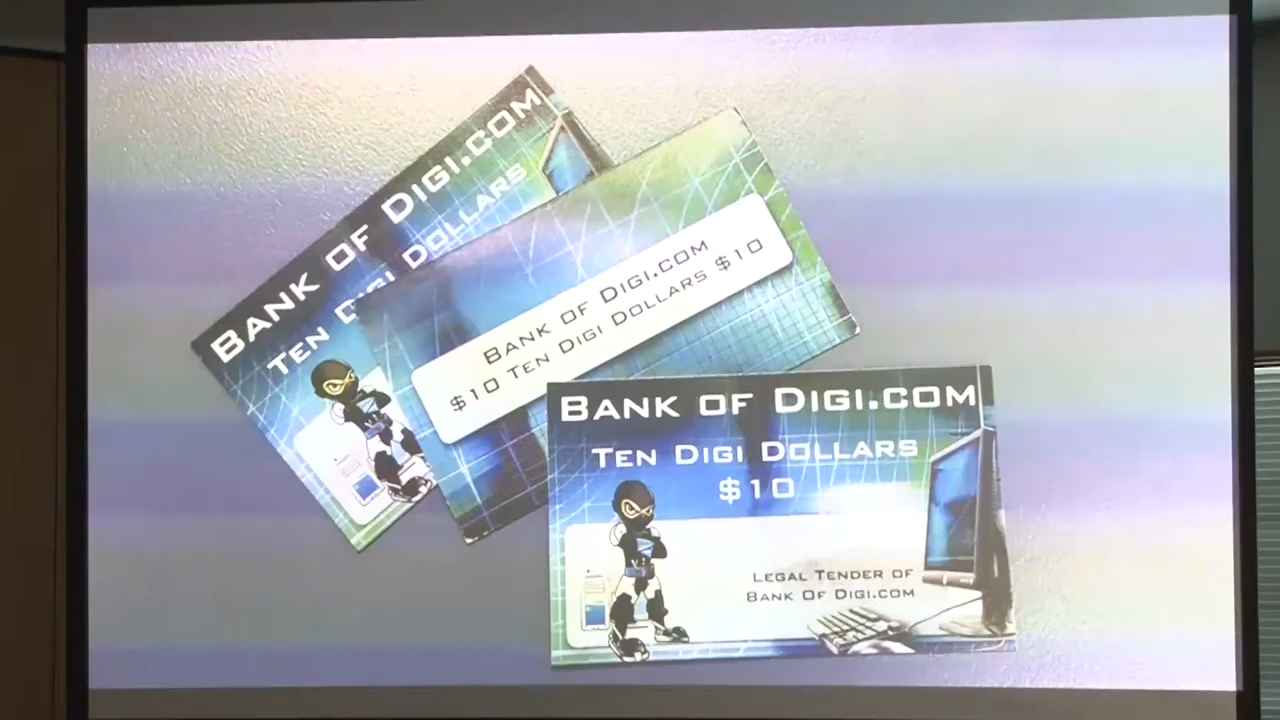 BANK OF DIGI.COM
TEN DIGI DOLLARS
BANK OF DIGI.COM
$10 TEN DIGI DOLLARS $10
BANK OF DIGI.COM
TEN DIGI DOLLARS
$10
LEGAL TENDER OF
BANK OF DIGI.COM